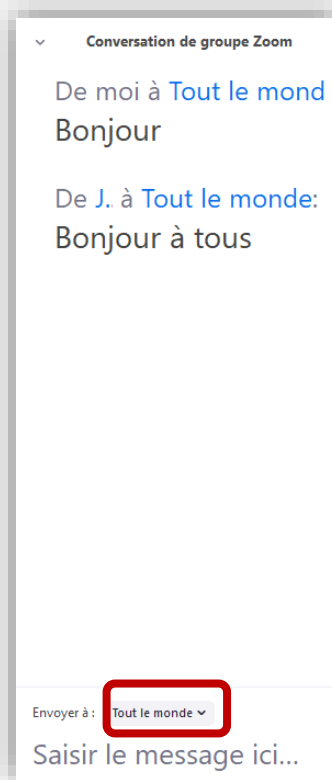 Conversation de groupe Zoom
De moi à Tout le mond
Bonjour
De J. à Tout le monde:
Bonjour à tous
Envoyer à : Tout le monde
Saisir le message ici...